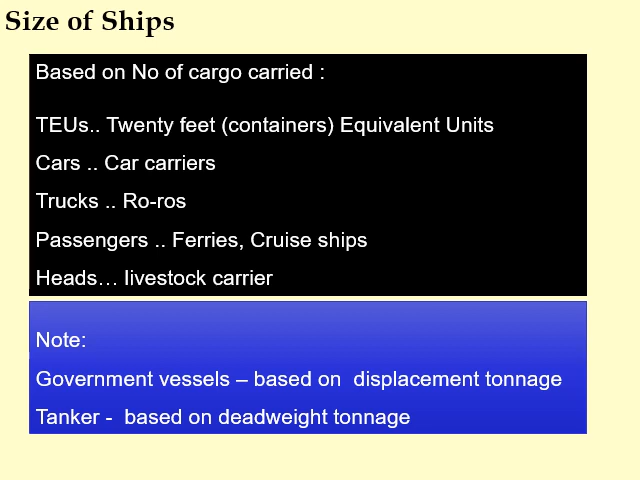 Size of Ships
Based on No of cargo carried :
TEUs.. Twenty feet (containers) Equivalent Units
Cars .. Car carriers
Trucks .. Ro-ros
Passengers .. Ferries, Cruise ships
Heads… livestock carrier
Note:
Government vessels – based on  displacement tonnage
Tanker -  based on deadweight tonnage